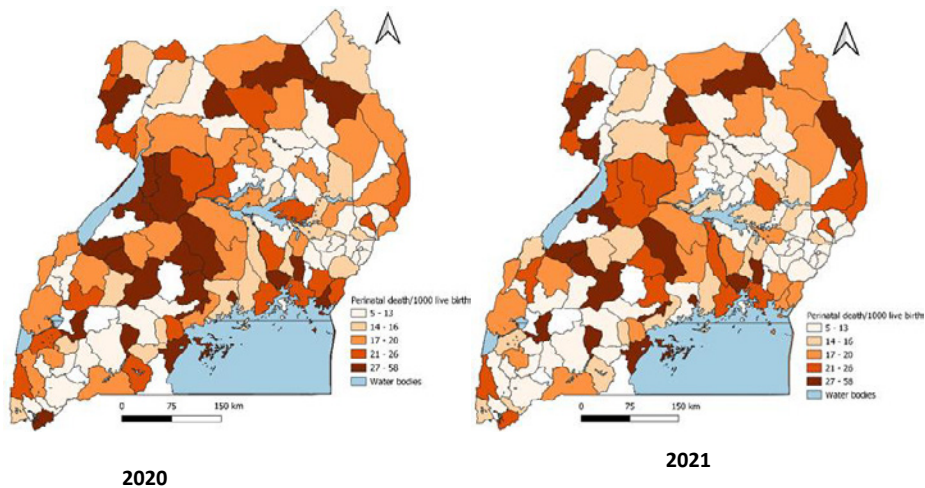 Perinatal death/1000 live birth
5 - 13
14 - 16
17 - 20
21 - 26
27 - 58
Water bodies
0 75 150 km
2020
Perinatal death/1000 live birth
5 - 13
14 - 16
17 - 20
21 - 26
27 - 58
Water bodies
0 75 150 km
2021